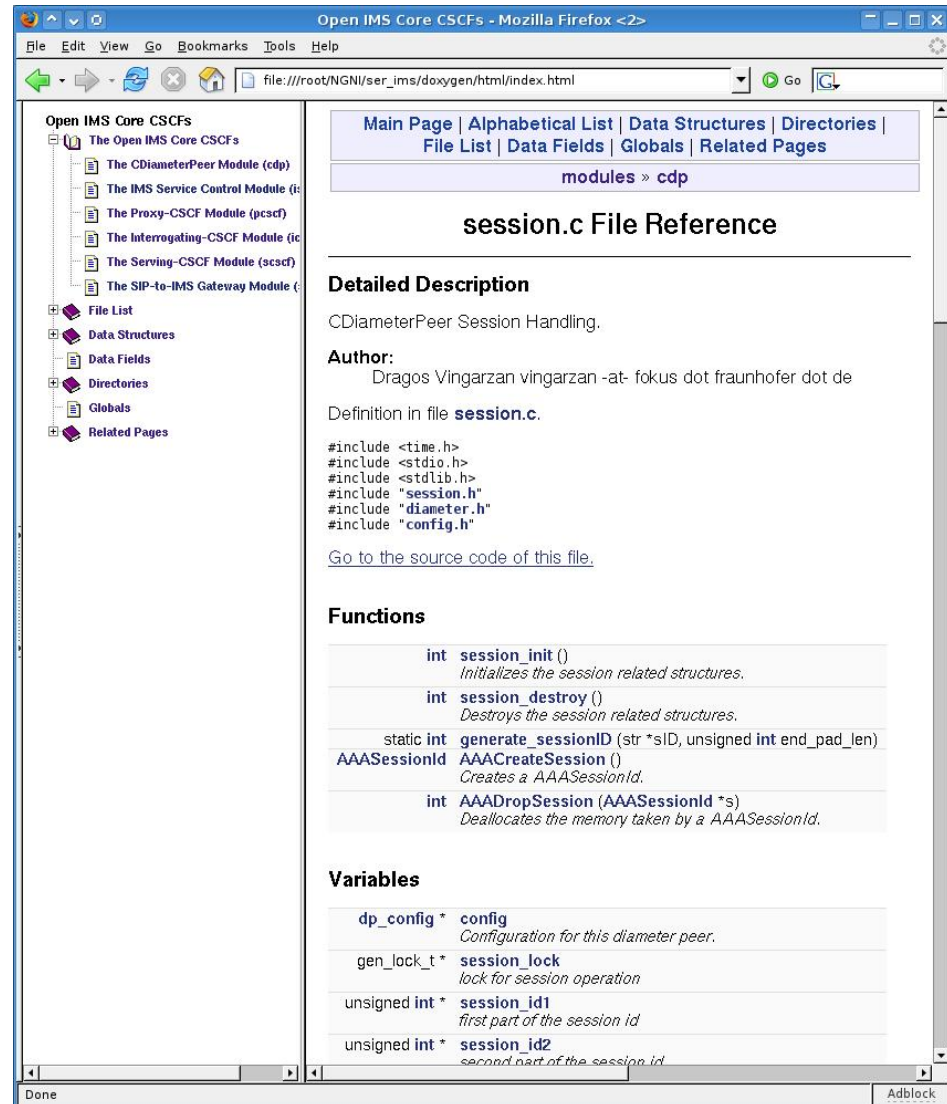 Open IMS Core CSCFs - Mozilla Firefox <2>
File Edit View Go Bookmarks Tools Help
file:///root/NGNI/ser_ims/doxygen/html/index.html
Go
G
Open IMS Core CSCFs
The Open IMS Core CSCFs
The CDiameterPeer Module (cdp)
The IMS Service Control Module (is
The Proxy-CSCF Module (pcscf)
The Interrogating-CSCF Module (ic
The Serving-CSCF Module (scscf)
The SIP-to-IMS Gateway Module (
File List
Data Structures
Data Fields
Directories
Globals
Related Pages
Main Page | Alphabetical List | Data Structures | Directories |
File List | Data Fields | Globals | Related Pages
modules » cdp
session.c File Reference
Detailed Description
CDiameterPeer Session Handling.
Author:
Dragos Vingarzan vingarzan -at- fokus dot fraunhofer dot de
Definition in file session.c.
#include <time.h>
#include <stdio.h>
#include <stdlib.h>
#include "session.h"
#include "diameter.h"
#include "config.h"
Go to the source code of this file.
Functions
int session_init ()
Initializes the session related structures.
int session_destroy ()
Destroys the session related structures.
static int generate_sessionID (str *sID, unsigned int end_pad_len)
AAASessionId AAACreateSession ()
Creates a AAASessionId.
int AAADropSession (AAASessionId *s)
Deallocates the memory taken by a AAASessionId.
Variables
dp_config * config
Configuration for this diameter peer.
gen_lock_t * session_lock
lock for session operation
unsigned int * session_id1
first part of the session id
unsigned int * session_id2
second part of the session id
Done
Adblock